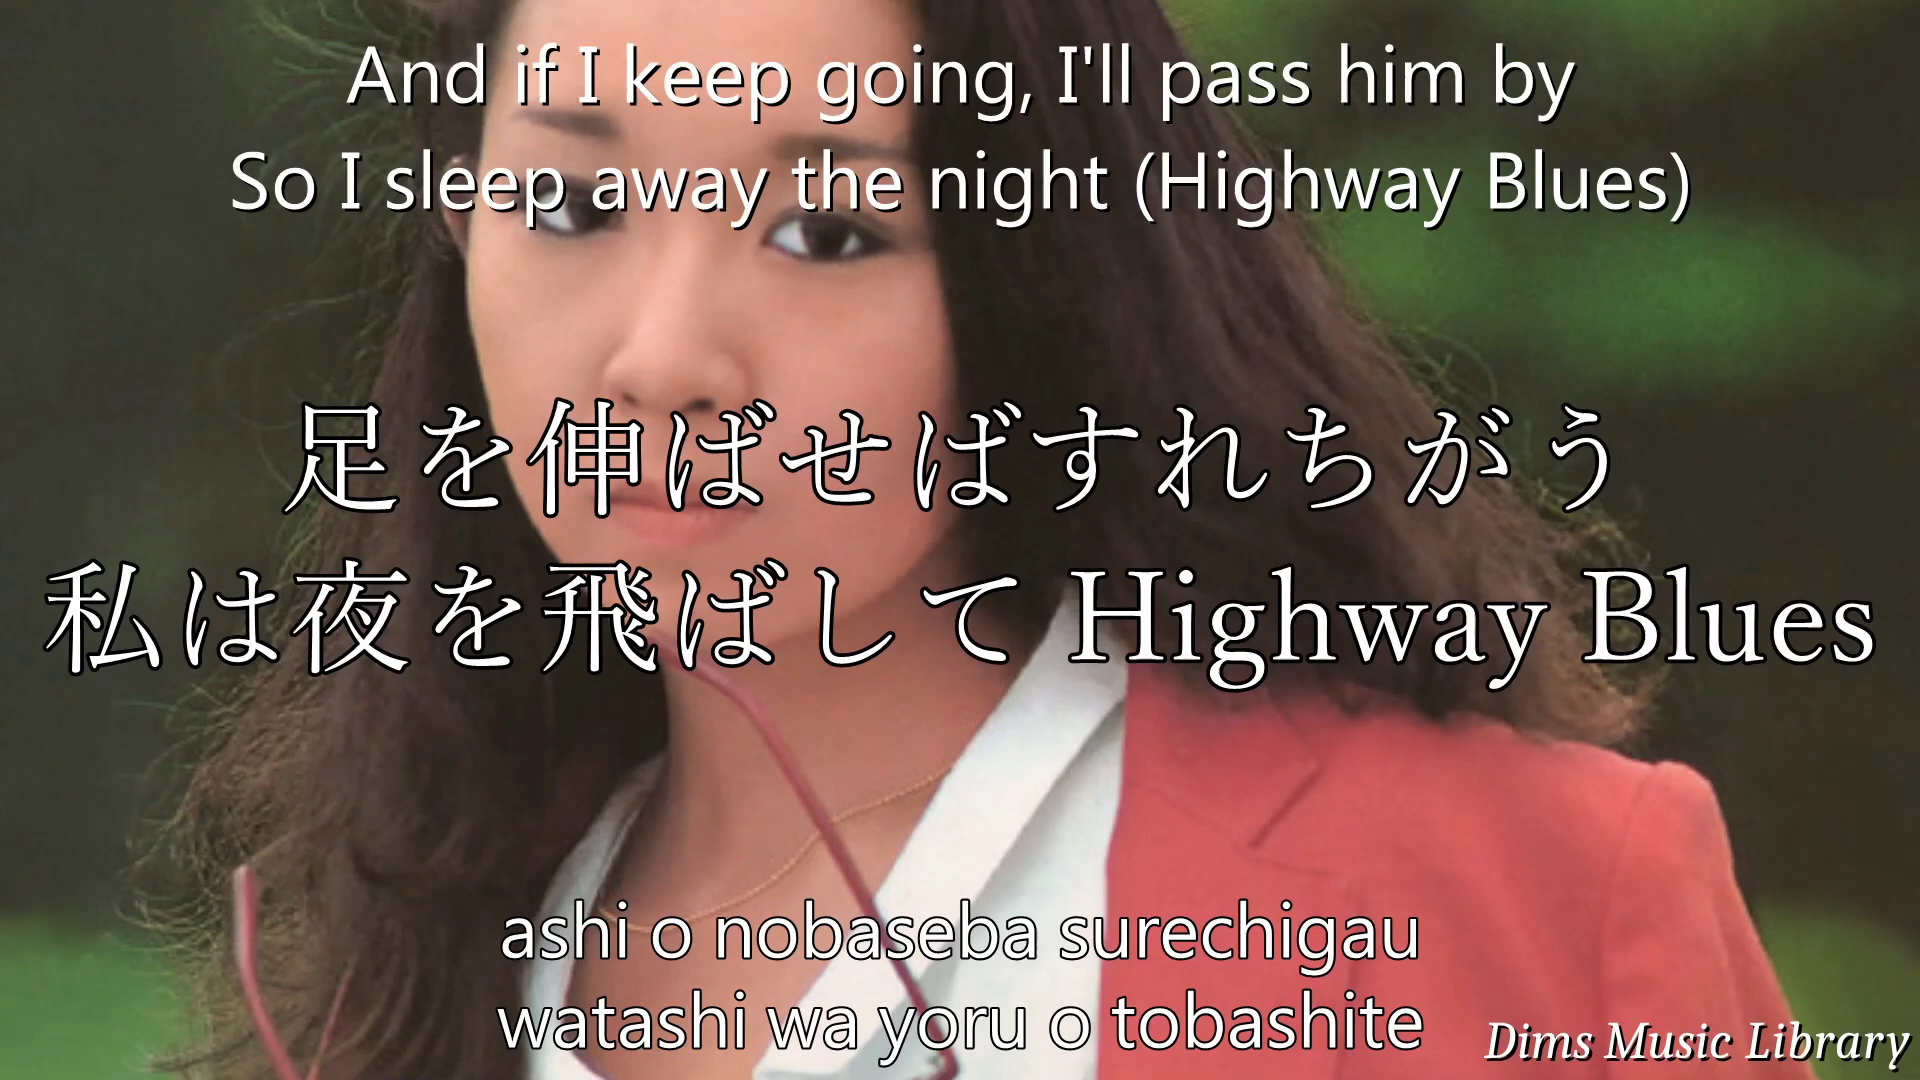 And if I keep going, I'll pass him by
So I sleep away the night (Highway Blues)
足を伸ばせばすれちがう
私は夜を飛ばして Highway Blues
ashi o nobaseba surechigau
watashi wa yoru o tobashite
Dims Music Library